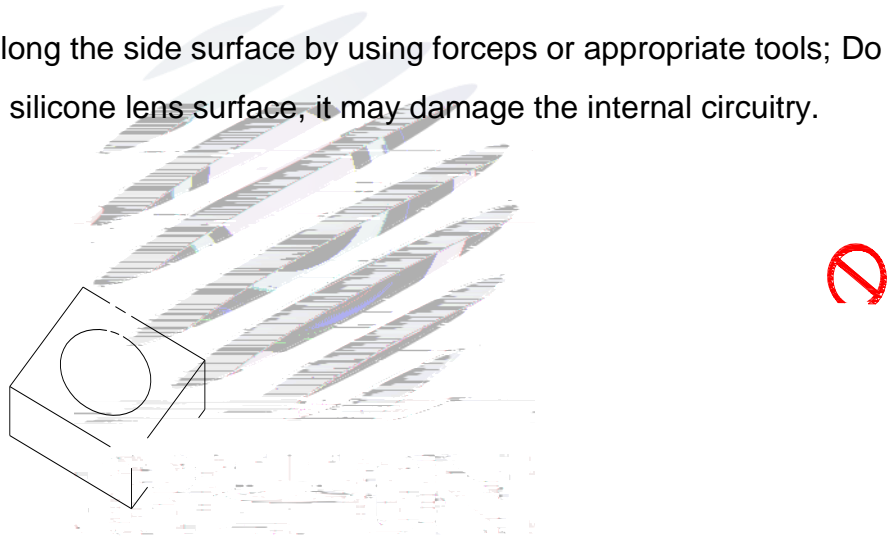 long the side surface by using forceps or appropriate tools; Do
silicone lens surface, it may damage the internal circuitry.